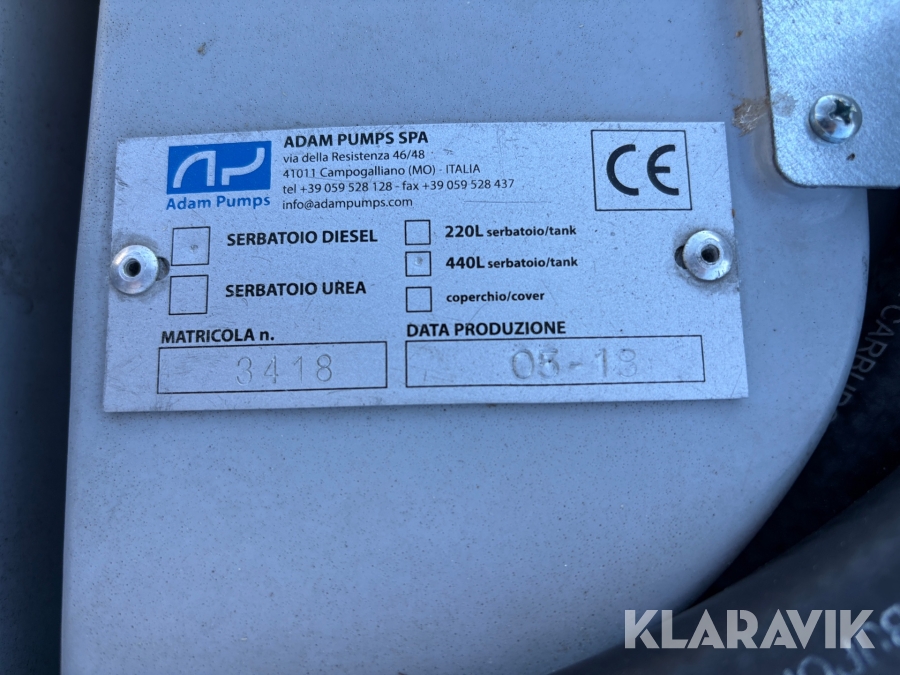 ADAM PUMPS SPA
via della Resistenza 46/48
41011 Campogalliano (MO) - ITALIA
tel +39 059 528 128 - fax +39 059 528 437
info@adampumps.com
Adam Pumps
CE
SERBATOIO DIESEL
SERBATOIO UREA
220L serbatoio/tank
440L serbatoio/tank
coperchio/cover
MATRICOLA n.
3418
DATA PRODUZIONE
KLARAVIK